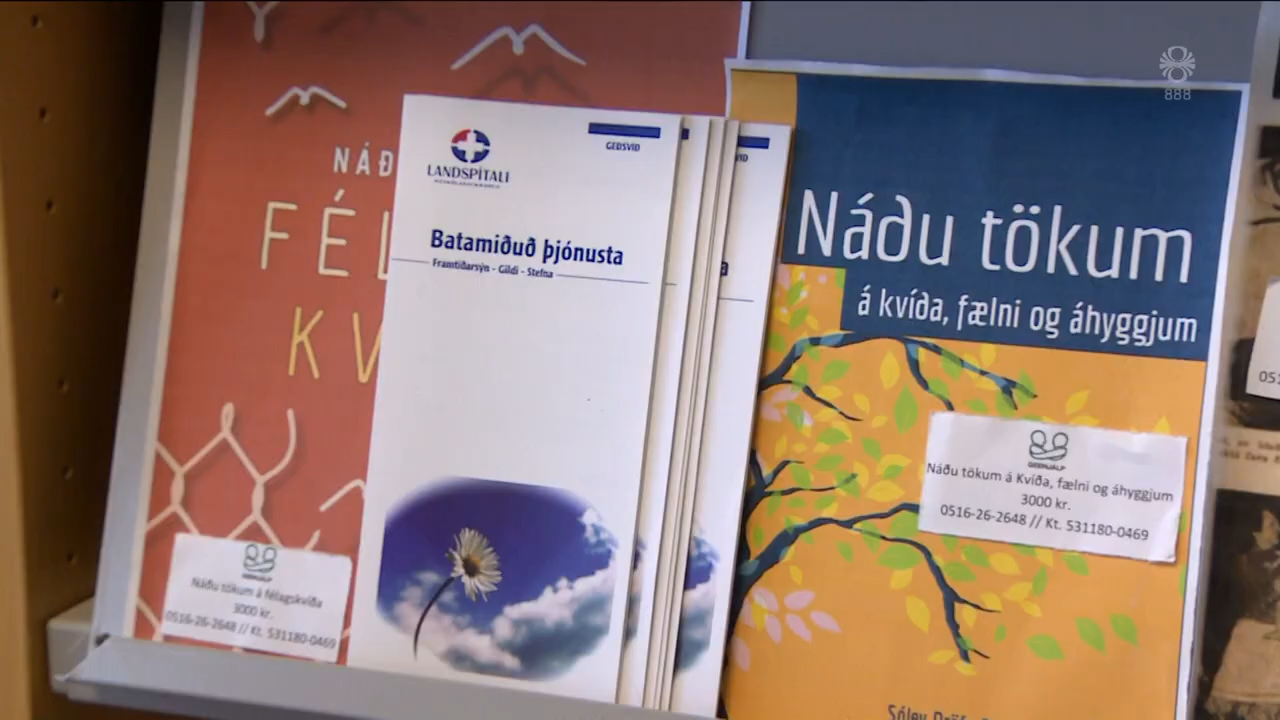 888
NÁÐ
FÉL
KV
Náðu tökum á félagskvíða
3000 kr.
0516-26-2648 // Kt. 531180-0469
GEÐSVIÐ
LANDSPÍTALI
Batamiðuð þjónusta
Framtíðarsýn - Gildi - Stefna
Náðu tökum
á kvíða, fælni og áhyggjum
GEÐHJÁLP
Náðu tökum á Kvíða, fælni og áhyggjum
3000 kr.
0516-26-2648 // Kt. 531180-0469
Sóley
051